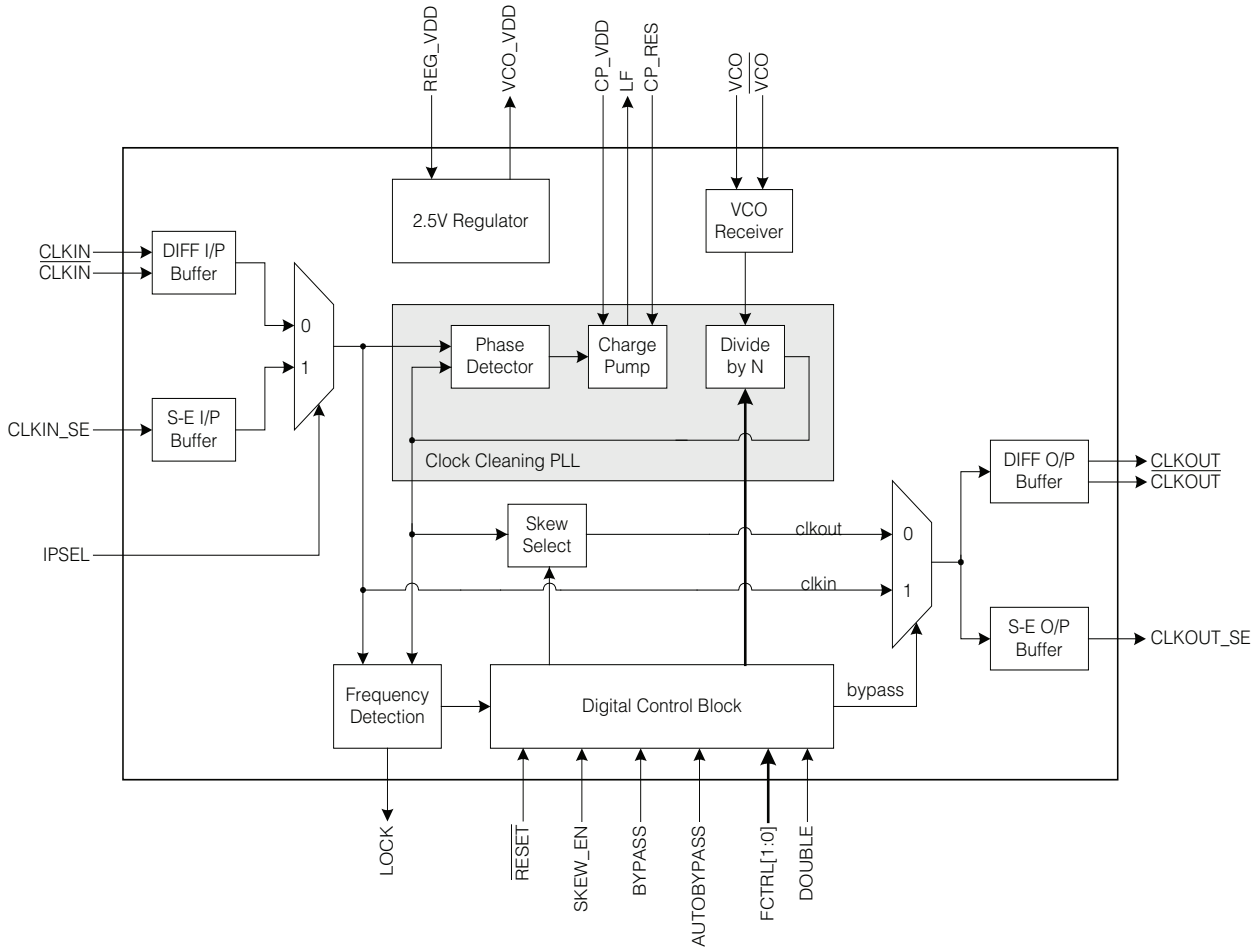 REG_VDD
VCO_VDD
CP_VDD
LF
CP_RES
VCO
VCO
2.5V Regulator
VCO
Receiver
CLKIN
CLKIN
DIFF I/P
Buffer
0
1
Phase
Detector
Charge
Pump
Divide
by N
CLKIN_SE
S-E I/P
Buffer
Clock Cleaning PLL
DIFF O/P
Buffer
CLKOUT
CLKOUT
Skew
Select
clkout
0
IPSEL
clkin
1
S-E O/P
Buffer
CLKOUT_SE
Frequency
Detection
Digital Control Block
bypass
LOCK
RESET
SKEW_EN
BYPASS
AUTOBYPASS
FCTRL[1:0]
DOUBLE